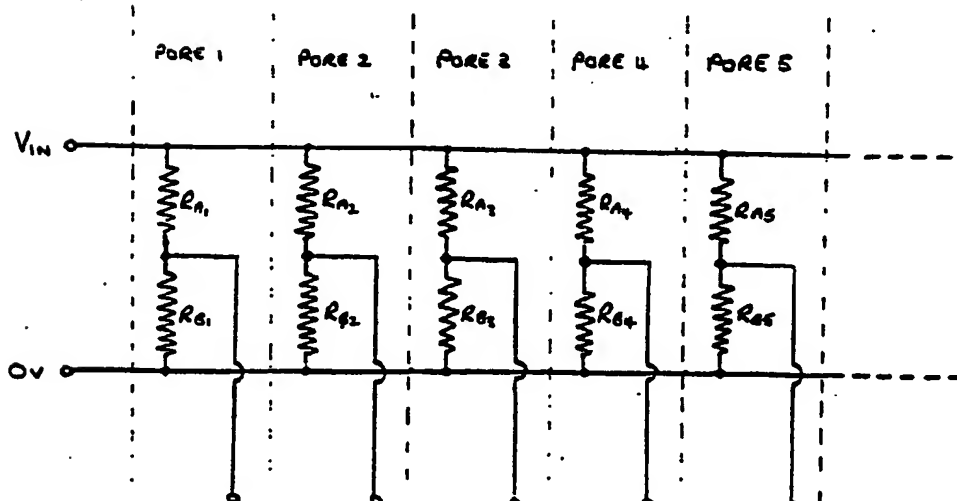 PORE 1 PORE 2 PORE 3 PORE 4 PORE 5
VIN
RA1 RA2 RA3 RA4 RA5
RB1 RB2 RB3 RB4 RB5
0V